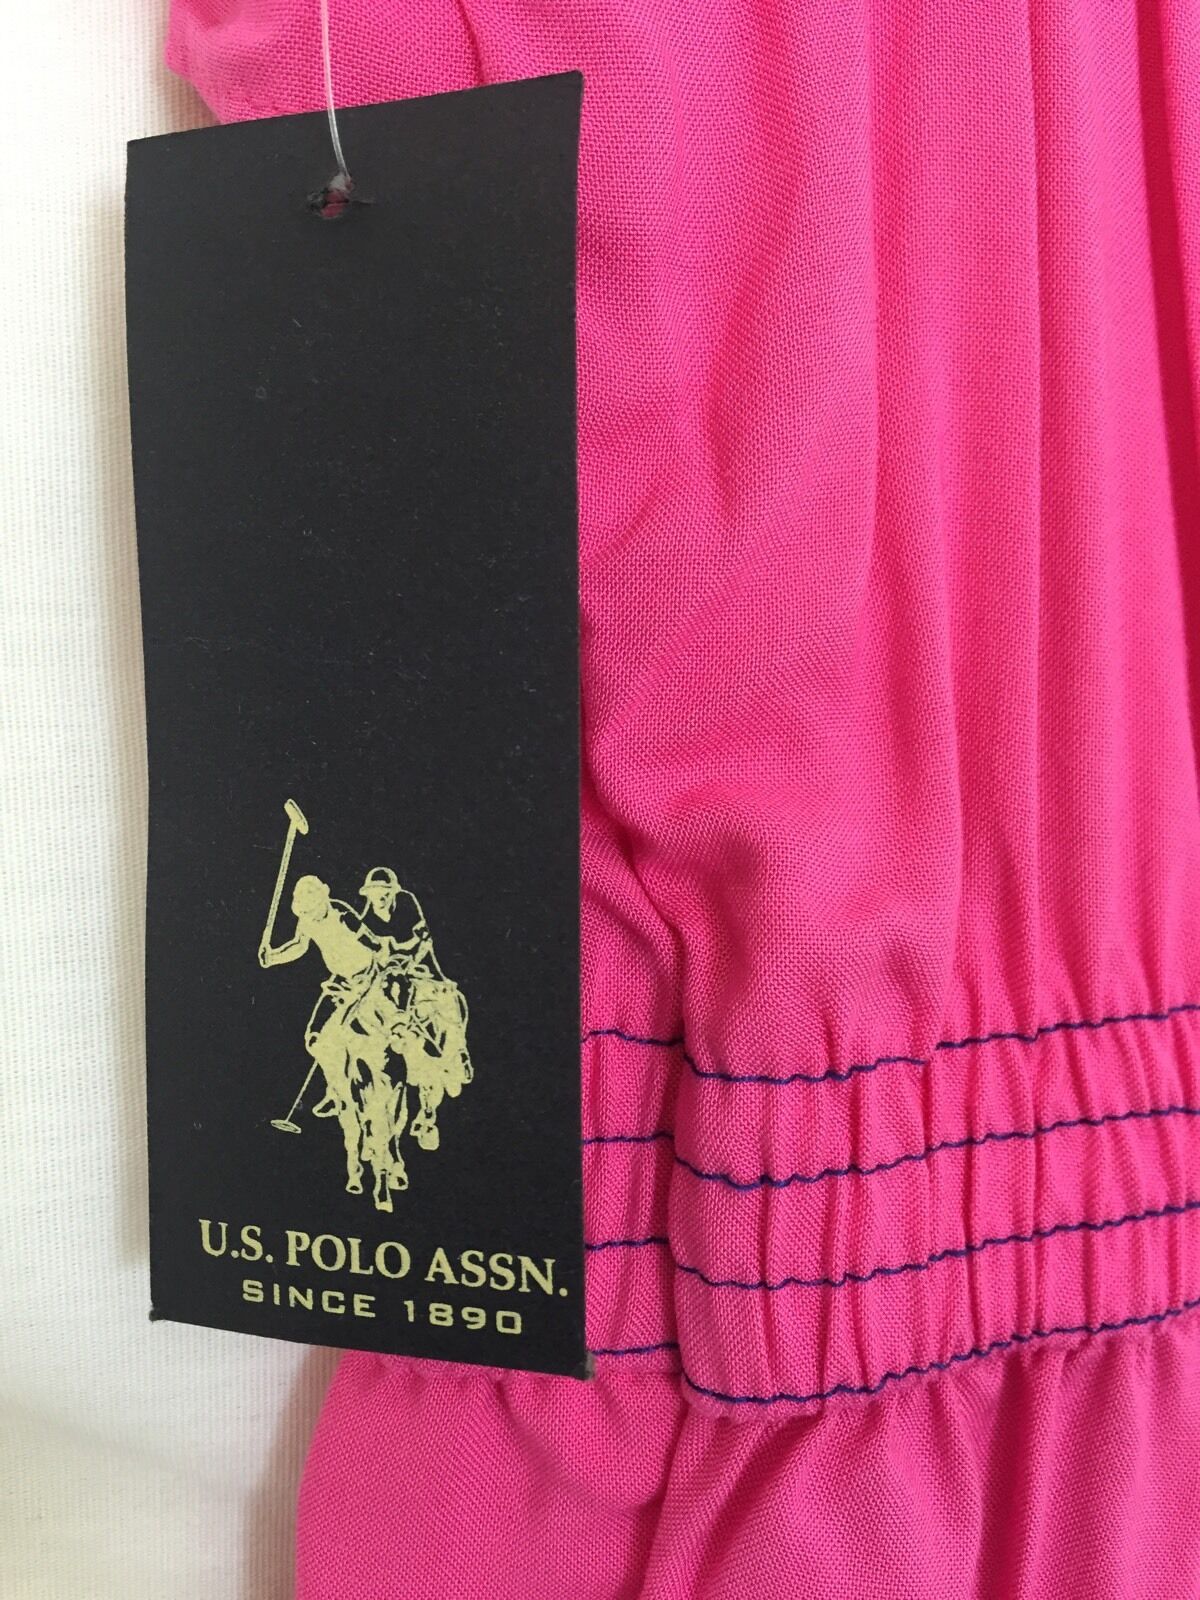 U.S. POLO ASSN.
SINCE 1890